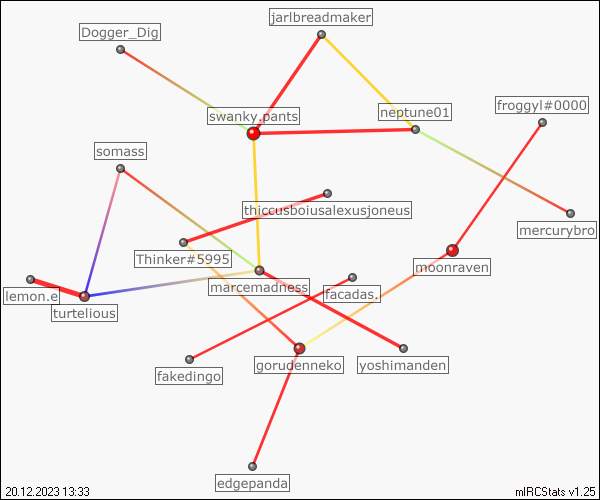 jarlbreadmaker
Dogger_Dig
froggyl#0000
swanky.pants
neptune01
somass
thiccusboiusalexusjoneus
mercurybro
Thinker#5995
moonraven
marcemadness
facadas.
lemon.e
turtelious
fakedingo
gorudenneko
yoshimanden
edgepanda
20.12.2023 13:33
mIRCStats v1.25